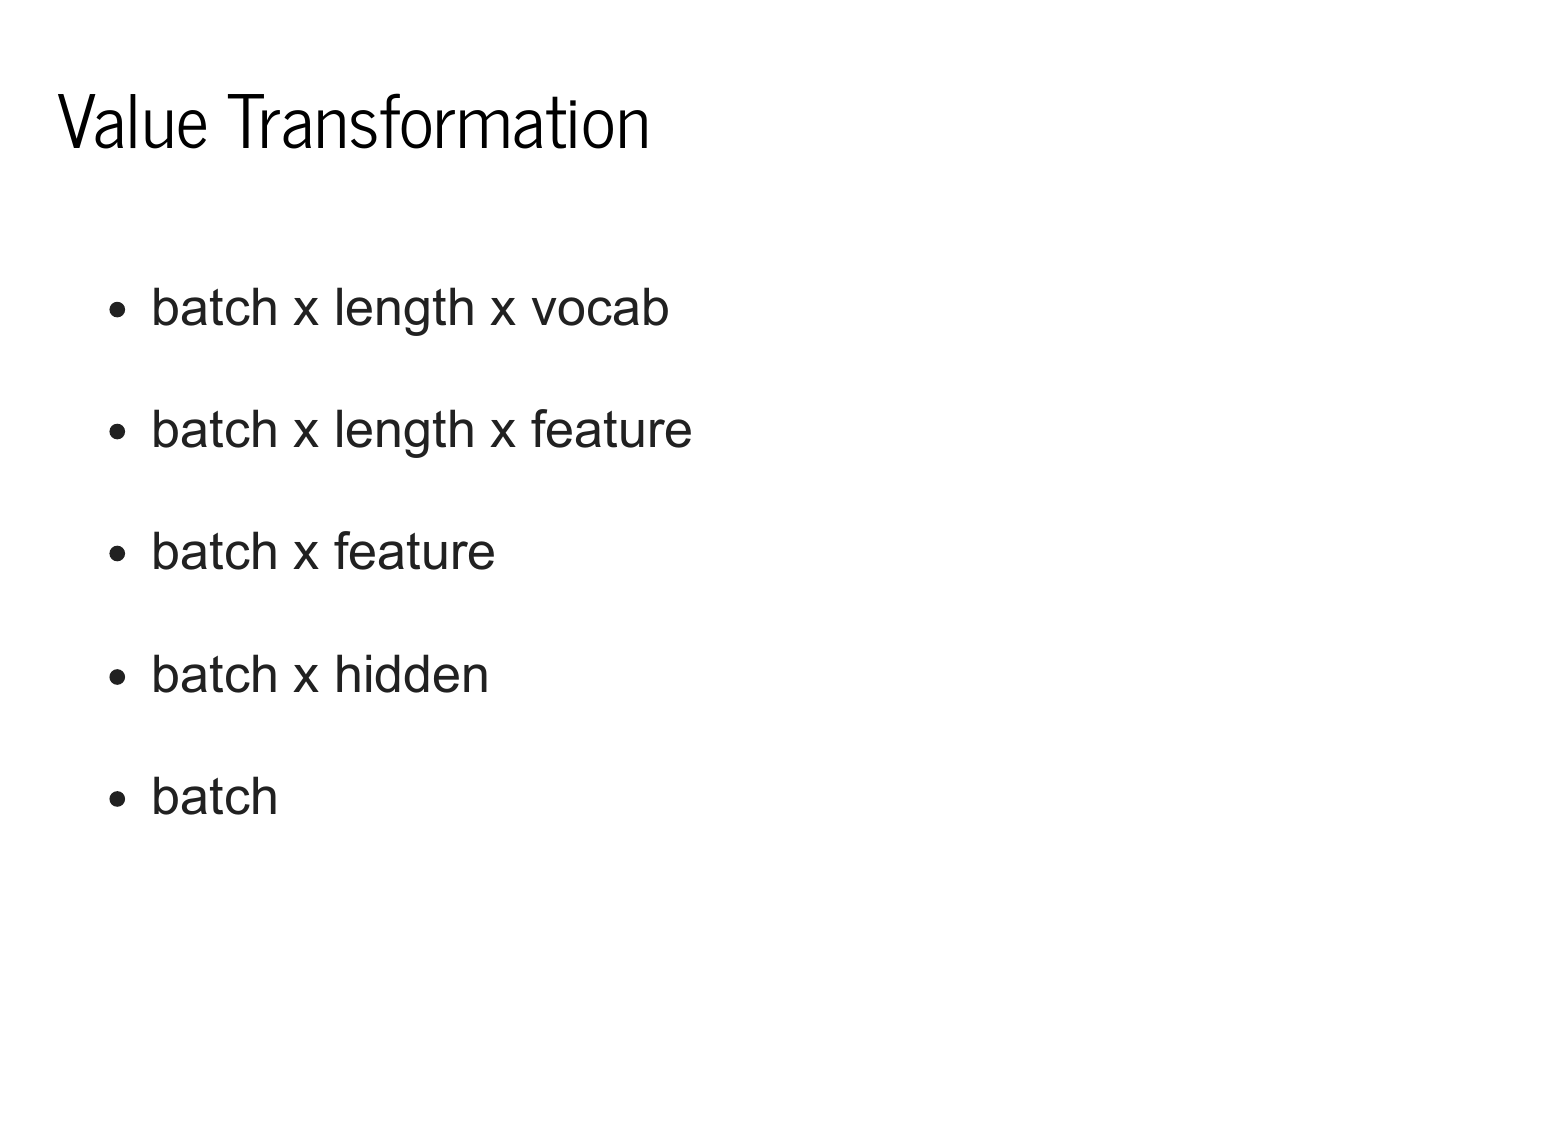 Value Transformation
• batch x length x vocab
• batch x length x feature
• batch x feature
• batch x hidden
• batch